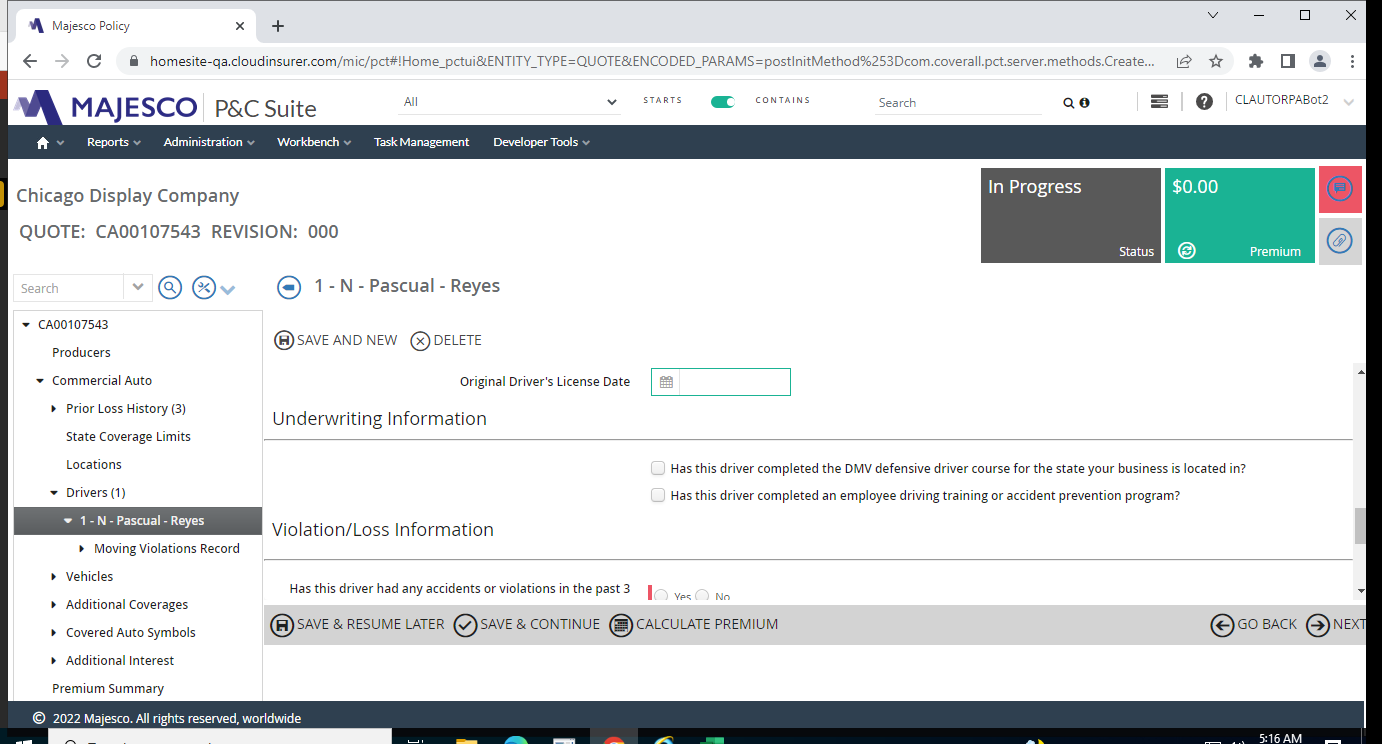 Majesco Policy
homesite-qa.cloudinsurer.com/mic/pct#!Home_pctui&ENTITY_TYPE=QUOTE&ENCODED_PARAMS=postInitMethod%253Dcom.coverall.pct.server.methods.Create...
MAJESCO P&C Suite
All
STARTS CONTAINS
Search
CLAUTORPABot2
Reports Administration Workbench Task Management Developer Tools
Chicago Display Company
QUOTE: CA00107543 REVISION: 000
In Progress
Status
$0.00
Premium
Search
1 - N - Pascual - Reyes
CA00107543
Producers
Commercial Auto
Prior Loss History (3)
State Coverage Limits
Locations
Drivers (1)
1 - N - Pascual - Reyes
Moving Violations Record
Vehicles
Additional Coverages
Covered Auto Symbols
Additional Interest
Premium Summary
SAVE AND NEW DELETE
Original Driver's License Date
Underwriting Information
Has this driver completed the DMV defensive driver course for the state your business is located in?
Has this driver completed an employee driving training or accident prevention program?
Violation/Loss Information
Has this driver had any accidents or violations in the past 3
Yes No
SAVE & RESUME LATER SAVE & CONTINUE CALCULATE PREMIUM GO BACK NEXT
© 2022 Majesco. All rights reserved, worldwide
5:16 AM